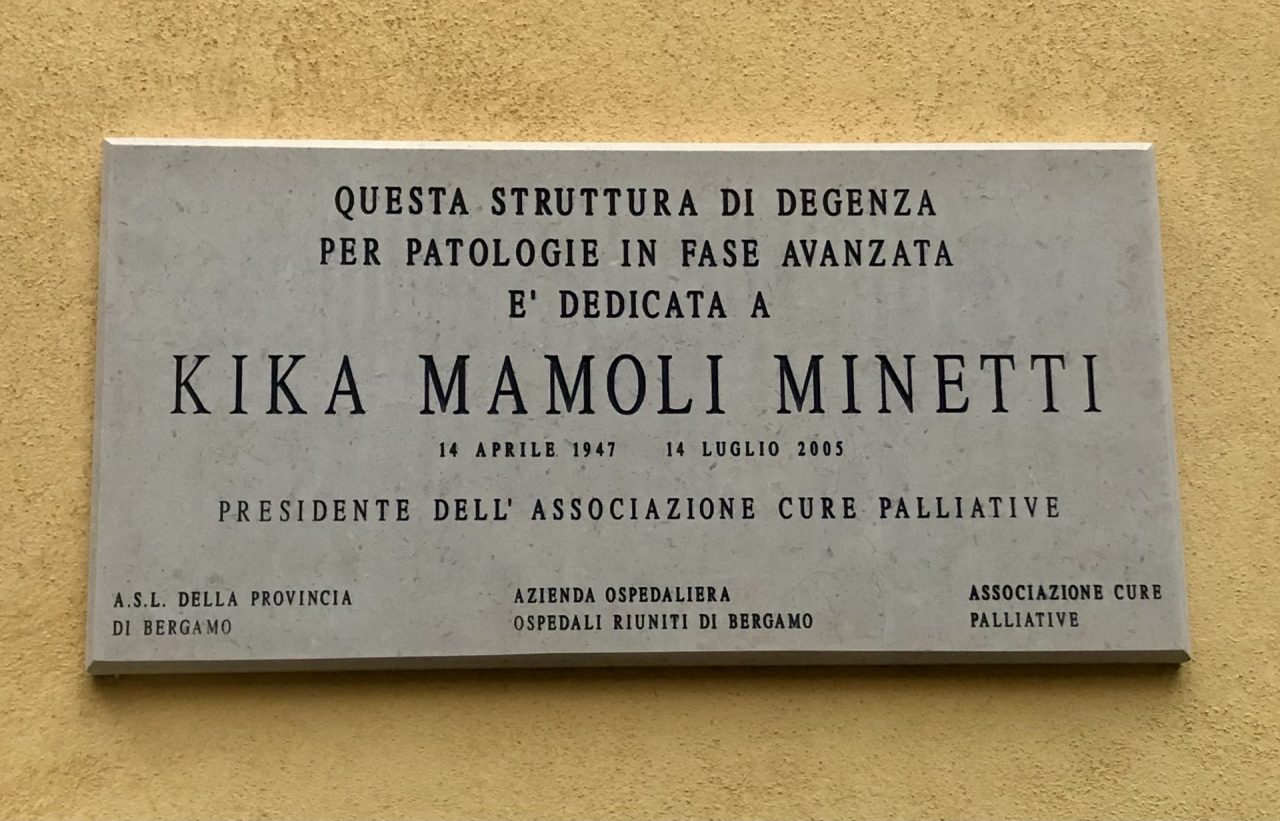 QUESTA STRUTTURA DI DEGENZA
PER PATOLOGIE IN FASE AVANZATA
E' DEDICATA A
KIKA MAMOLI MINETTI
14 APRILE 1947 14 LUGLIO 2005
PRESIDENTE DELL' ASSOCIAZIONE CURE PALLIATIVE
A.S.L. DELLA PROVINCIA
DI BERGAMO
AZIENDA OSPEDALIERA
OSPEDALI RIUNITI DI BERGAMO
ASSOCIAZIONE CURE
PALLIATIVE